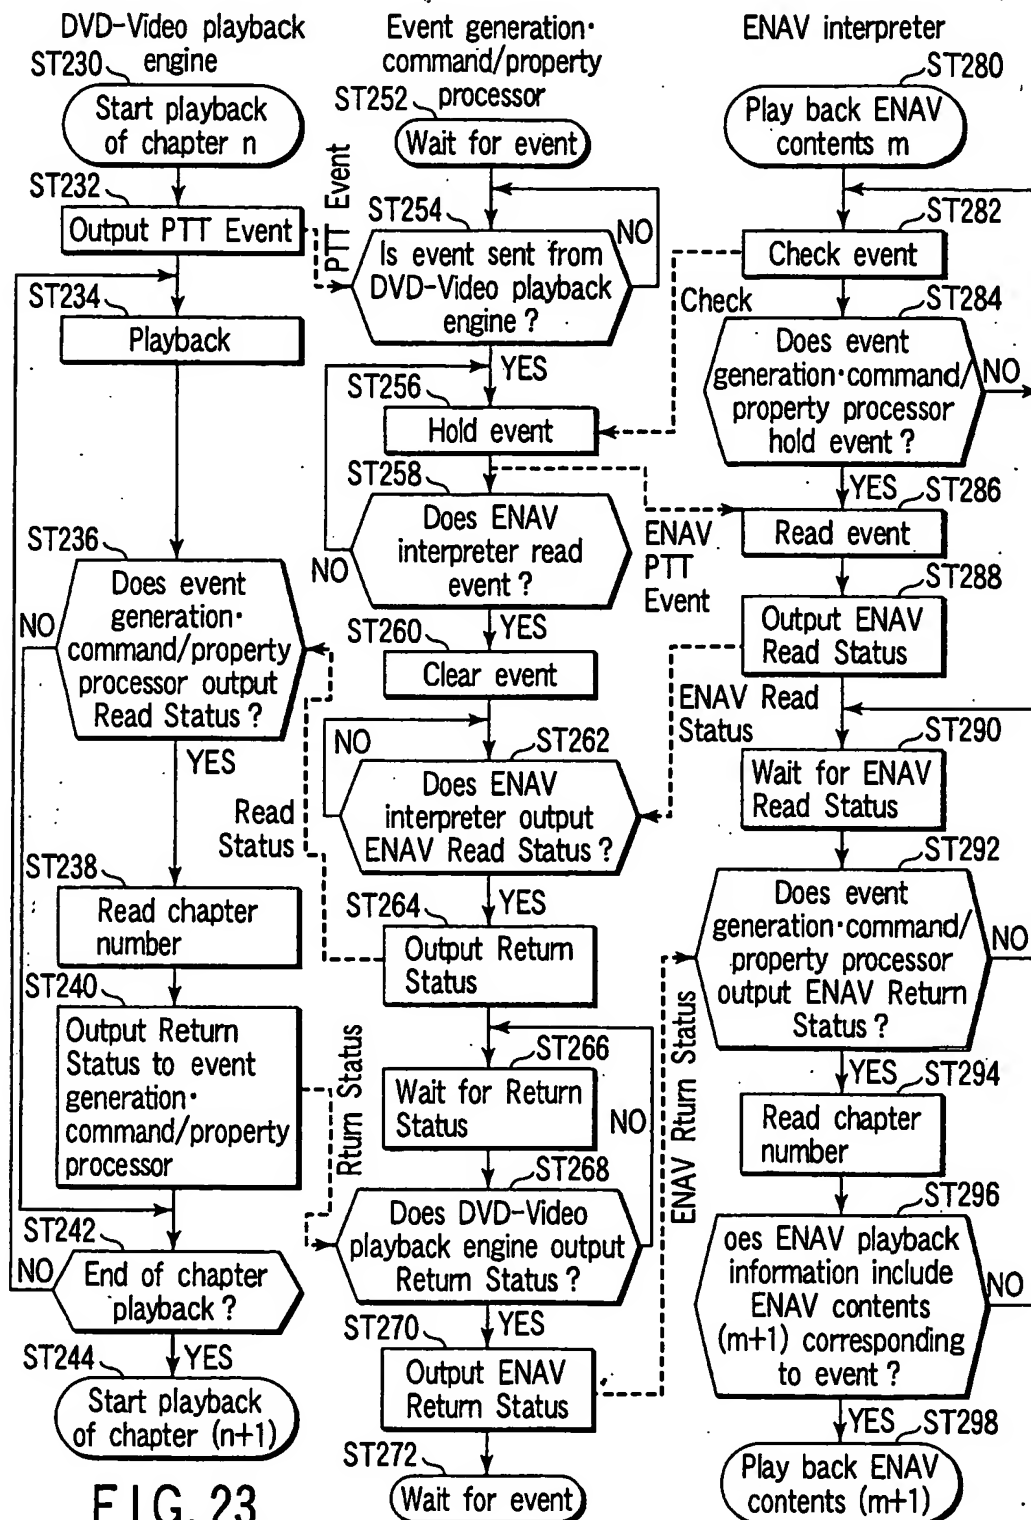 DVD-Video playback
engine
ST230
Start playback
of chapter n
ST232
Output PTT Event
ST234
Playback
ST236
Does event
generation·
command/property
processor output
Read Status ?
NO
YES
ST238
Read chapter
number
ST240
Output Return
Status to event
generation·
command/property
processor
ST242
End of chapter
playback ?
NO
YES
ST244
Start playback
of chapter (n+1)
FIG. 23
Event generation·
command/property
processor
ST252
Wait for event
PTT Event
ST254
Is event sent from
DVD-Video playback
engine ?
NO
YES
ST256
Hold event
ST258
Does ENAV
interpreter read
event ?
NO
YES
ST260
Clear event
ST262
NO
Does ENAV
interpreter output
ENAV Read Status ?
YES
Read
Status
ST264
Output Return
Status
ST266
Wait for Return
Status
NO
Rturn Status
ST268
Does DVD-Video
playback engine output
Return Status ?
YES
ST270
Output ENAV
Return Status
ST272
Wait for event
ENAV interpreter
ST280
Play back ENAV
contents m
ST282
Check event
Check
ST284
Does event
generation·command/
property processor
hold event ?
NO
YES
ST286
Read event
ENAV
PTT
Event
ST288
Output ENAV
Read Status
ENAV Read
Status
ST290
Wait for ENAV
Read Status
ST292
Does event
generation·command/
property processor
output ENAV Return
Status ?
NO
YES
ENAV Rturn Status
ST294
Read chapter
number
ST296
oes ENAV playback
information include
ENAV contents
(m+1) corresponding
to event ?
NO
YES
ST298
Play back ENAV
contents (m+1)